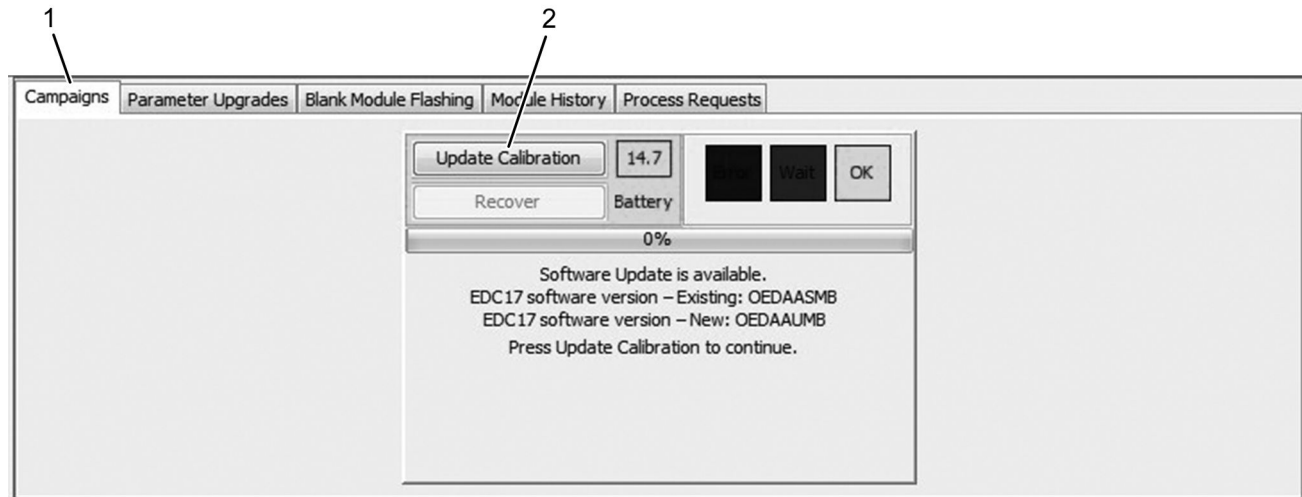 1 2
Campaigns Parameter Upgrades Blank Module Flashing Module History Process Requests
Update Calibration 14.7 Error Wait OK
Recover Battery
0%
Software Update is available.
EDC17 software version – Existing: OEDAASMB
EDC17 software version – New: OEDAAUMB
Press Update Calibration to continue.